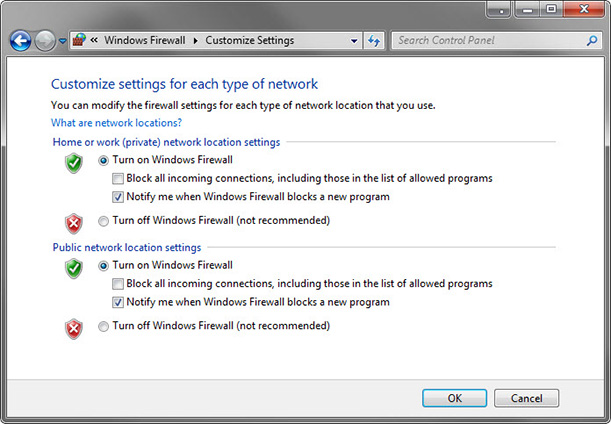 « Windows Firewall ▸ Customize Settings
Search Control Panel
Customize settings for each type of network
You can modify the firewall settings for each type of network location that you use.
What are network locations?
Home or work (private) network location settings
Turn on Windows Firewall
Block all incoming connections, including those in the list of allowed programs
Notify me when Windows Firewall blocks a new program
Turn off Windows Firewall (not recommended)
Public network location settings
Turn on Windows Firewall
Block all incoming connections, including those in the list of allowed programs
Notify me when Windows Firewall blocks a new program
Turn off Windows Firewall (not recommended)
OK
Cancel